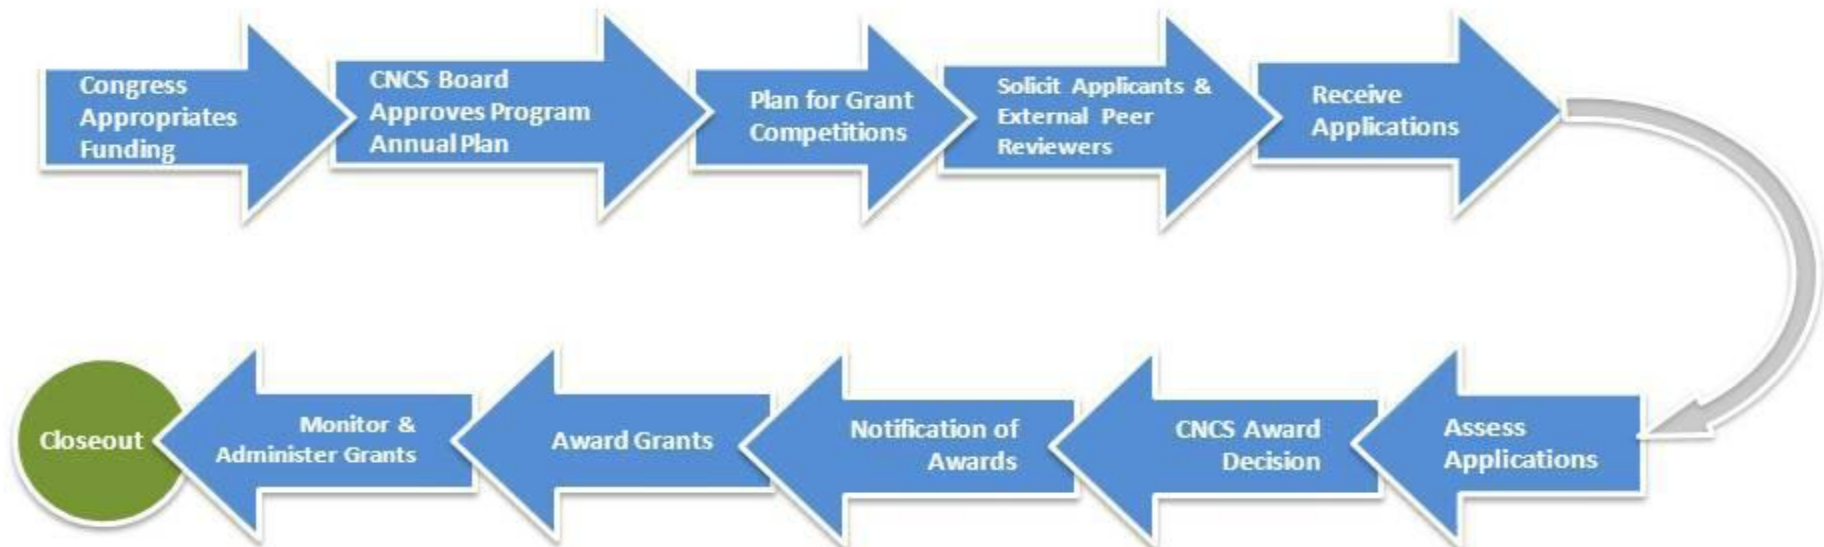 Congress
Appropriates
Funding
CNCS Board
Approves Program
Annual Plan
Plan for Grant
Competitions
Solicit Applicants &
External Peer
Reviewers
Receive
Applications
Assess
Applications
CNCS Award
Decision
Notification of
Awards
Award Grants
Monitor &
Administer Grants
Closeout